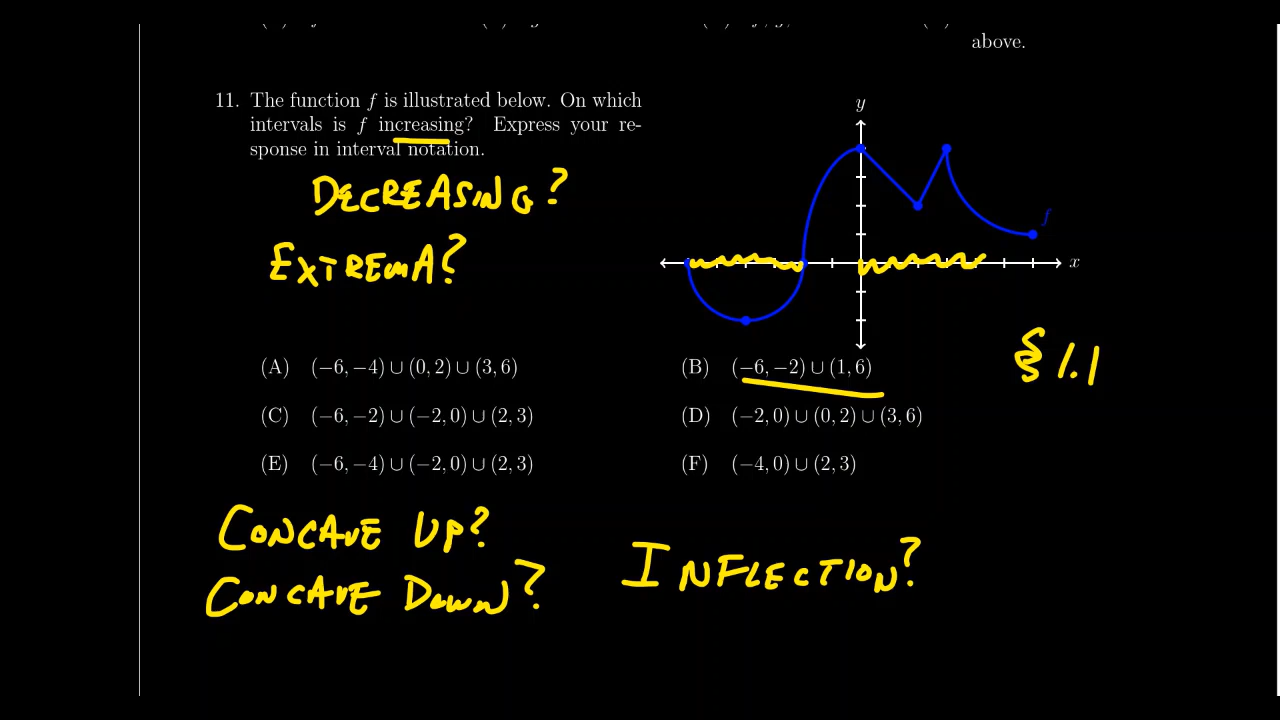 above.
11. The function f is illustrated below. On which
intervals is f increasing? Express your re-
sponse in interval notation.
DECREASING?
EXTREMA?
y
f
x
(A) (−6, −4) ∪ (0, 2) ∪ (3, 6)
(B) (−6, −2) ∪ (1, 6)
§ 1.1
(C) (−6, −2) ∪ (−2, 0) ∪ (2, 3)
(D) (−2, 0) ∪ (0, 2) ∪ (3, 6)
(E) (−6, −4) ∪ (−2, 0) ∪ (2, 3)
(F) (−4, 0) ∪ (2, 3)
CONCAVE UP?
CONCAVE DOWN?
INFLECTION?